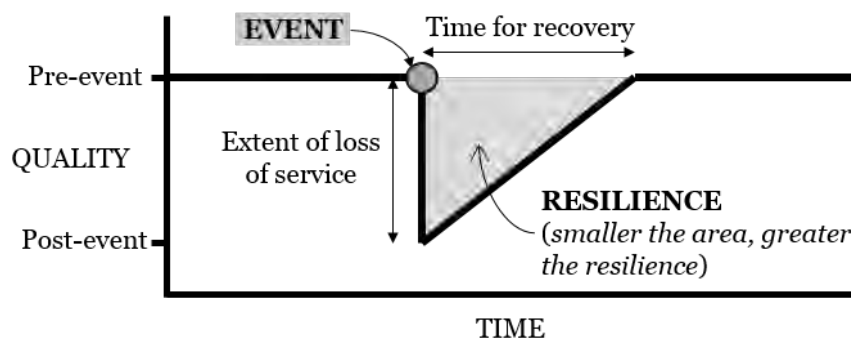 EVENT
Time for recovery
Pre-event
Extent of loss
of service
QUALITY
RESILIENCE
(smaller the area, greater
the resilience)
Post-event
TIME